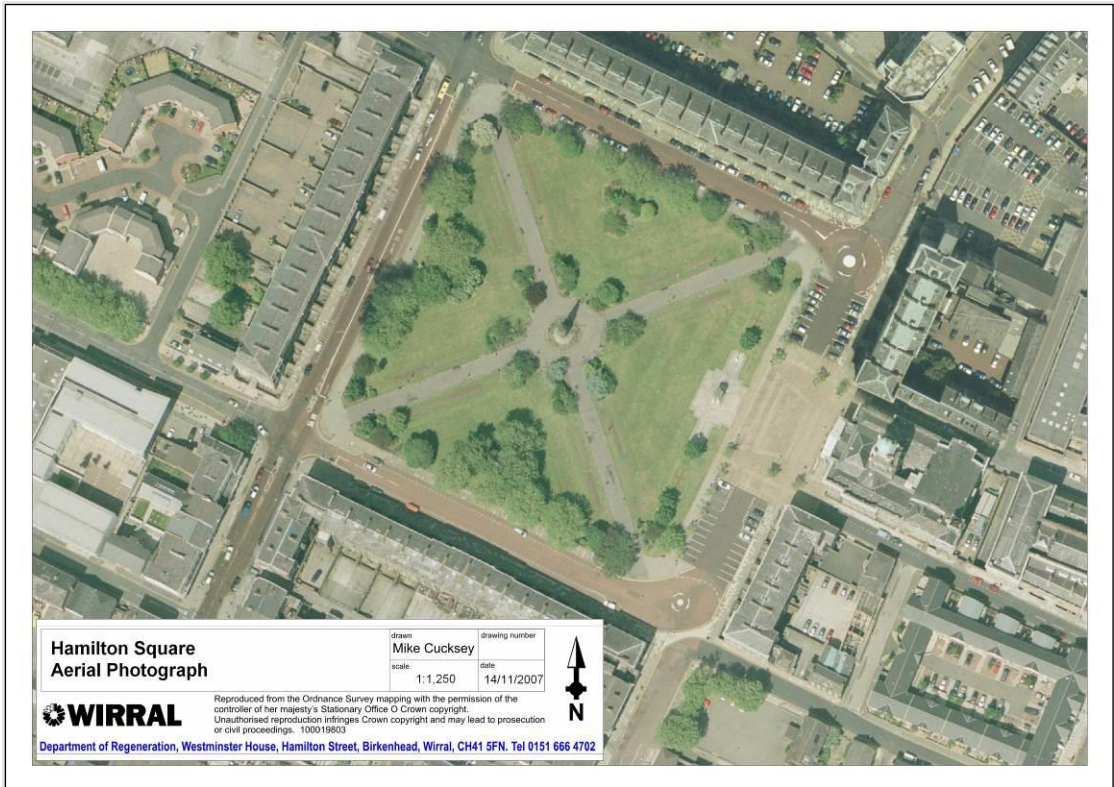 Hamilton Square
Aerial Photograph
drawn
Mike Cucksey
drawing number
scale
1:1,250
date
14/11/2007
WIRRAL
Reproduced from the Ordnance Survey mapping with the permission of the
controller of her majesty's Stationary Office O Crown copyright.
Unauthorised reproduction infringes Crown copyright and may lead to prosecution
or civil proceedings. 100019803
N
Department of Regeneration, Westminster House, Hamilton Street, Birkenhead, Wirral, CH41 5FN. Tel 0151 666 4702